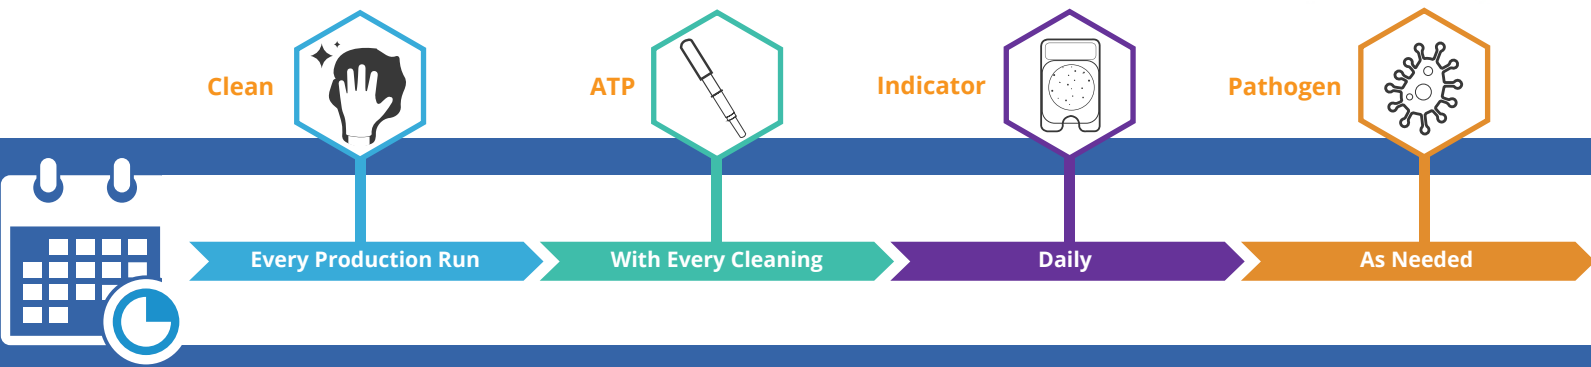 Clean
ATP
Indicator
Pathogen
Every Production Run
With Every Cleaning
Daily
As Needed